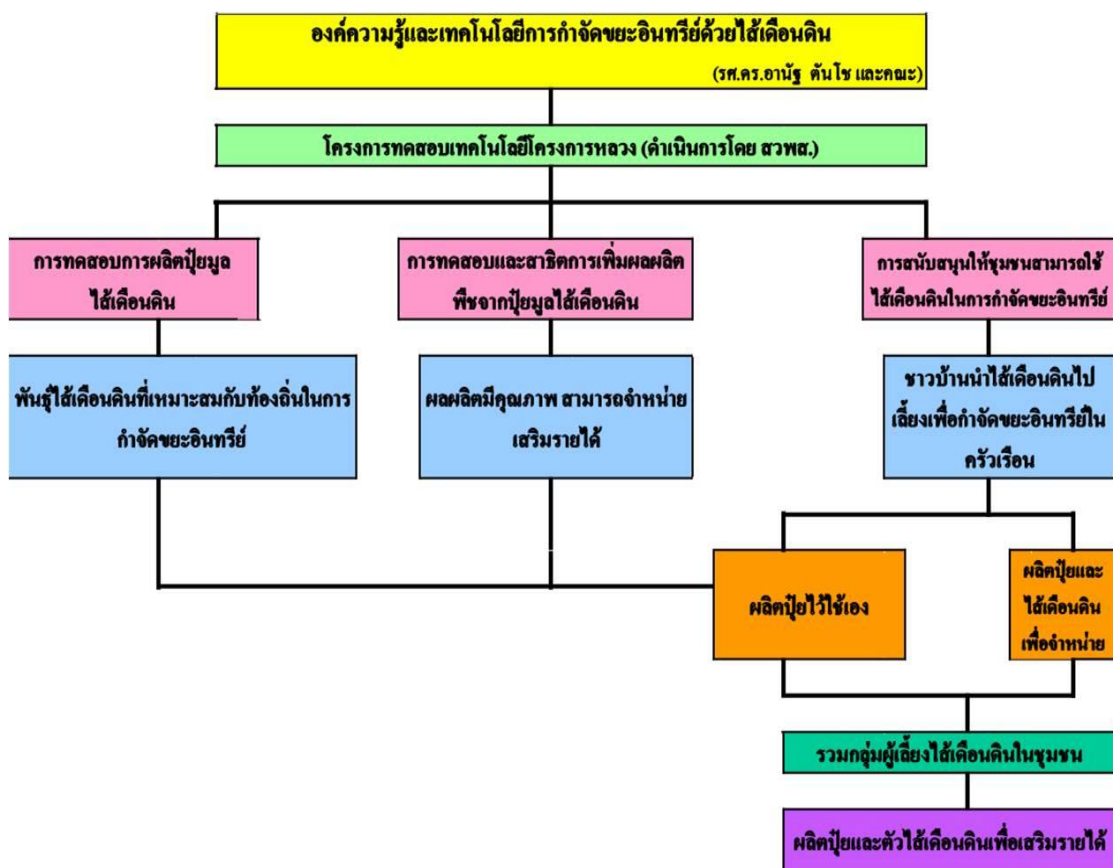 องค์ความรู้และเทคโนโลยีการกำจัดขยะอินทรีย์ด้วยไส้เดือนดิน
(รศ.ดร.อานัฐ ตันโช และคณะ)
โครงการทดสอบเทคโนโลยีโครงการหลวง (ดำเนินการโดย สวพส.)
การทดสอบการผลิตปุ๋ยมูล
ไส้เดือนดิน
การทดสอบและสาธิตการเพิ่มผลผลิต
พืชจากปุ๋ยมูลไส้เดือนดิน
การสนับสนุนให้ชุมชนสามารถใช้
ไส้เดือนดินในการกำจัดขยะอินทรีย์
พันธุ์ไส้เดือนดินที่เหมาะสมกับท้องถิ่นในการ
กำจัดขยะอินทรีย์
ผลผลิตมีคุณภาพ สามารถจำหน่าย
เสริมรายได้
ชาวบ้านนำไส้เดือนดินไป
เลี้ยงเพื่อกำจัดขยะอินทรีย์ใน
ครัวเรือน
ผลิตปุ๋ยไว้ใช้เอง
ผลิตปุ๋ยและ
ไส้เดือนดิน
เพื่อจำหน่าย
รวมกลุ่มผู้เลี้ยงไส้เดือนดินในชุมชน
ผลิตปุ๋ยและตัวไส้เดือนดินเพื่อเสริมรายได้